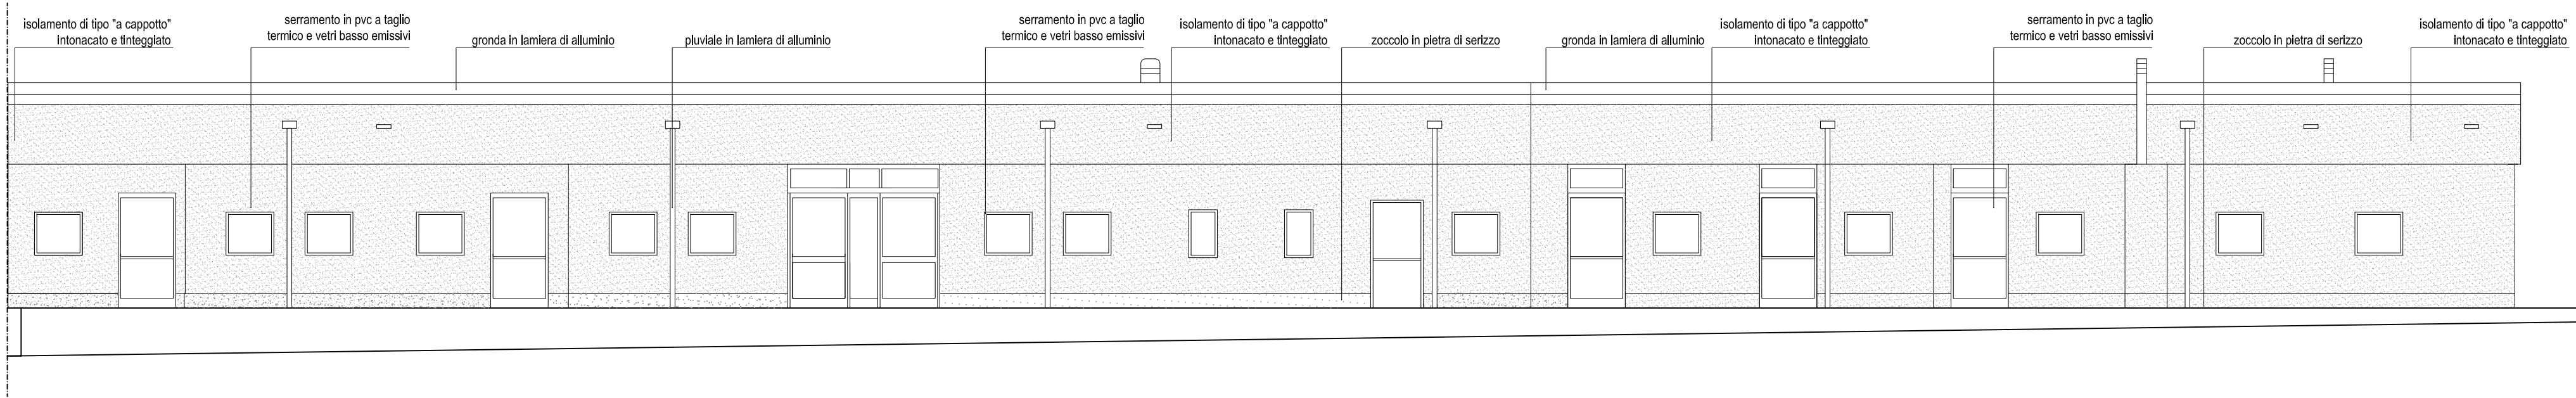 isolamento di tipo "a cappotto"
intonacato e tinteggiato
serramento in pvc a taglio
termico e vetri basso emissivi
gronda in lamiera di alluminio
pluviale in lamiera di alluminio
serramento in pvc a taglio
termico e vetri basso emissivi
isolamento di tipo "a cappotto"
intonacato e tinteggiato
zoccolo in pietra di serizzo
gronda in lamiera di alluminio
isolamento di tipo "a cappotto"
intonacato e tinteggiato
serramento in pvc a taglio
termico e vetri basso emissivi
zoccolo in pietra di serizzo
isolamento di tipo "a cappotto"
intonacato e tinteggiato